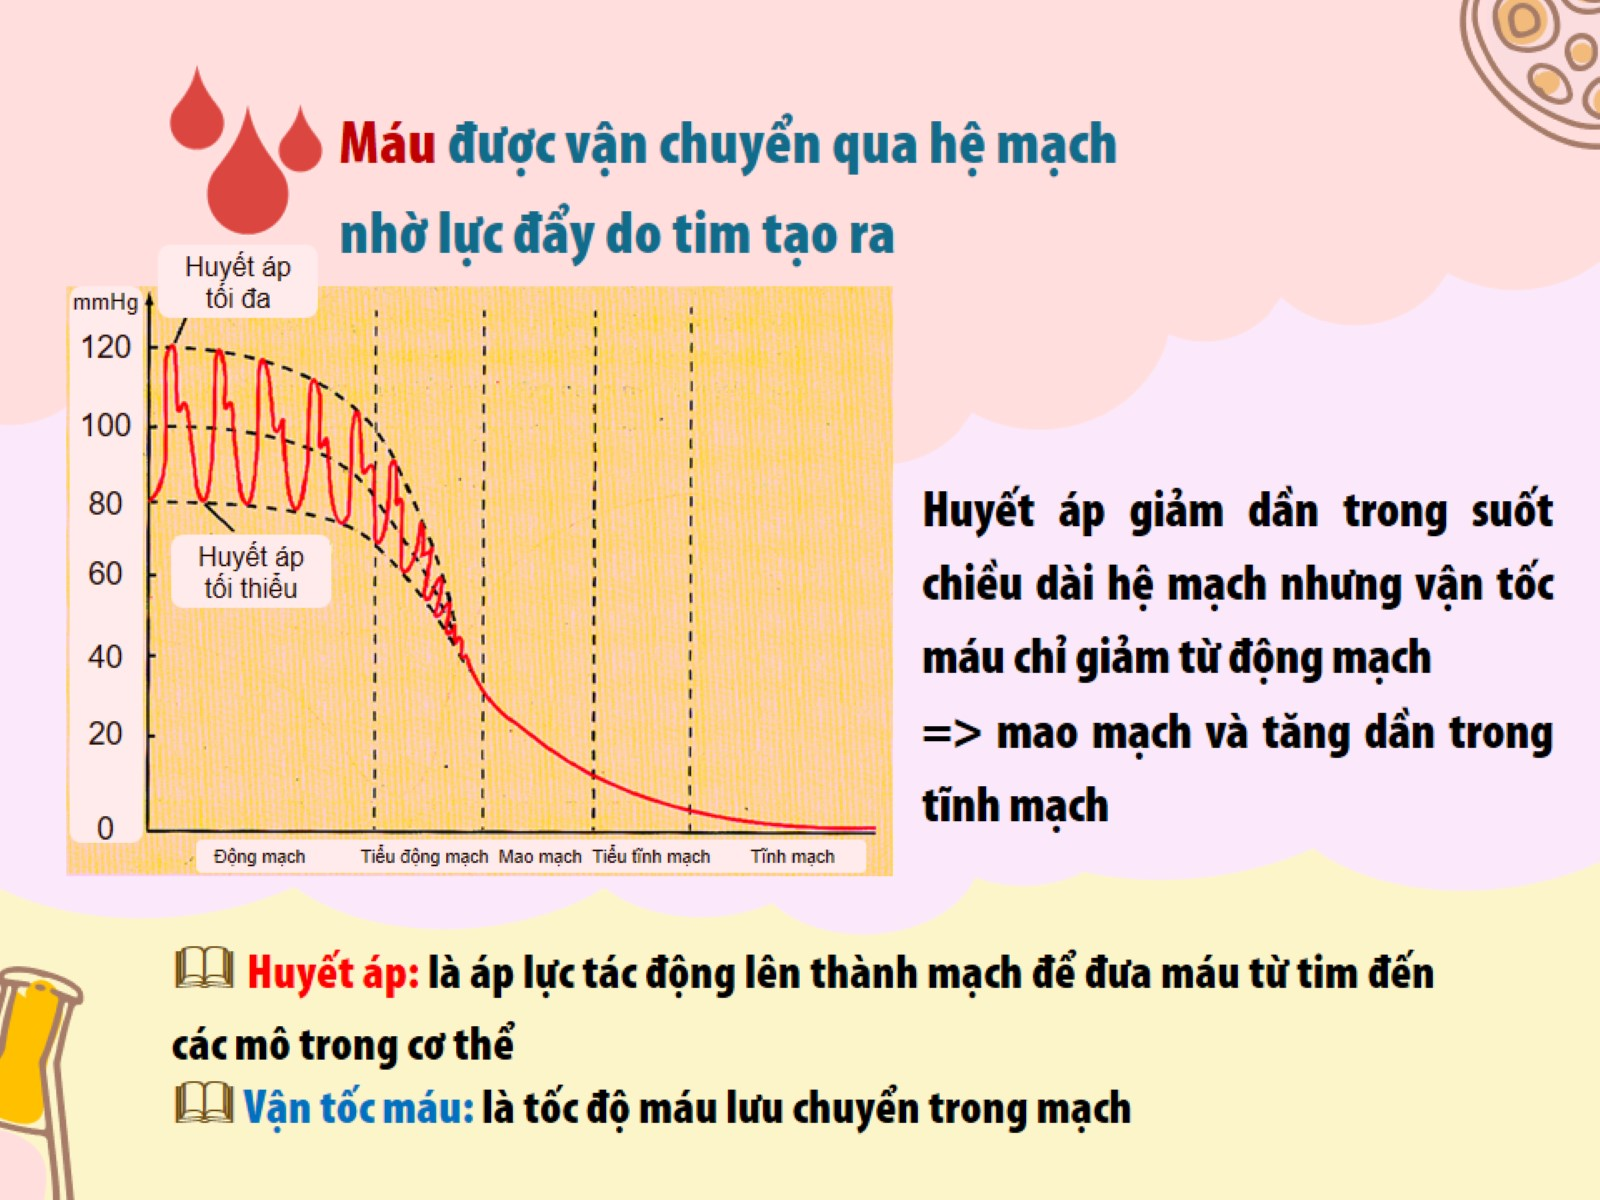 Máu được vận chuyển qua hệ mạch
nhờ lực đẩy do tim tạo ra
Huyết áp
tối đa
mmHg
120
100
80
60
40
20
0
Huyết áp
tối thiểu
Động mạch
Tiểu động mạch
Mao mạch
Tiểu tĩnh mạch
Tĩnh mạch
Huyết áp giảm dần trong suốt
chiều dài hệ mạch nhưng vận tốc
máu chỉ giảm từ động mạch
=> mao mạch và tăng dần trong
tĩnh mạch
Huyết áp: là áp lực tác động lên thành mạch để đưa máu từ tim đến
các mô trong cơ thể
Vận tốc máu: là tốc độ máu lưu chuyển trong mạch